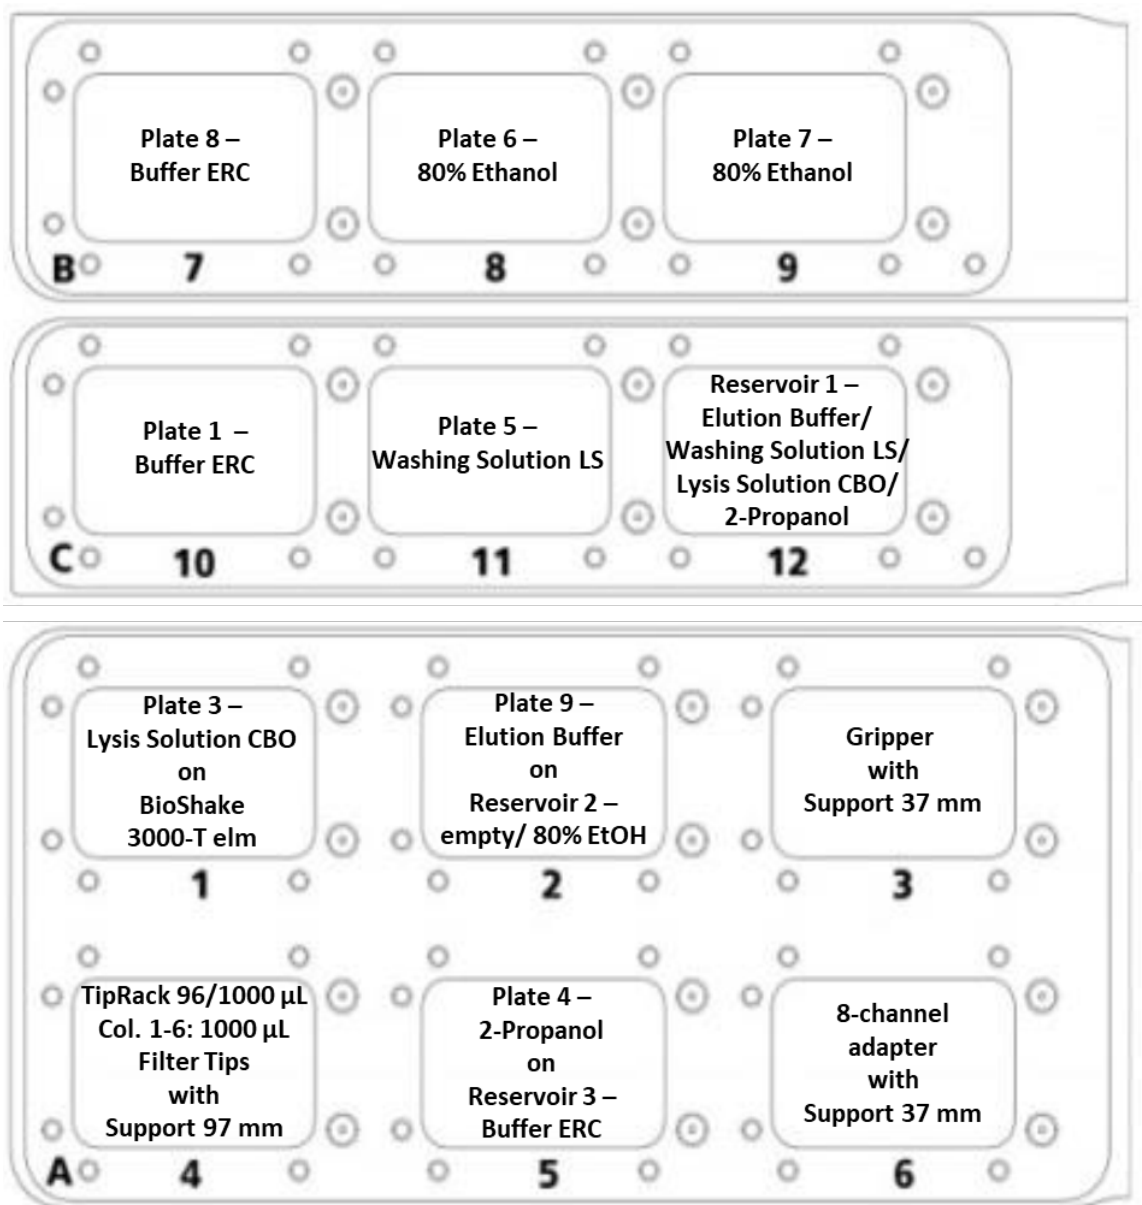 Plate 8 –
Buffer ERC
Plate 6 –
80% Ethanol
Plate 7 –
80% Ethanol
B
7
8
9
Plate 1 –
Buffer ERC
Plate 5 –
Washing Solution LS
Reservoir 1 –
Elution Buffer/
Washing Solution LS/
Lysis Solution CBO/
2-Propanol
C
10
11
12
Plate 3 –
Lysis Solution CBO
on
BioShake
3000-T elm
Plate 9 –
Elution Buffer
on
Reservoir 2 –
empty/ 80% EtOH
Gripper
with
Support 37 mm
1
2
3
TipRack 96/1000 µL
Col. 1-6: 1000 µL
Filter Tips
with
Support 97 mm
Plate 4 –
2-Propanol
on
Reservoir 3 –
Buffer ERC
8-channel
adapter
with
Support 37 mm
A
4
5
6